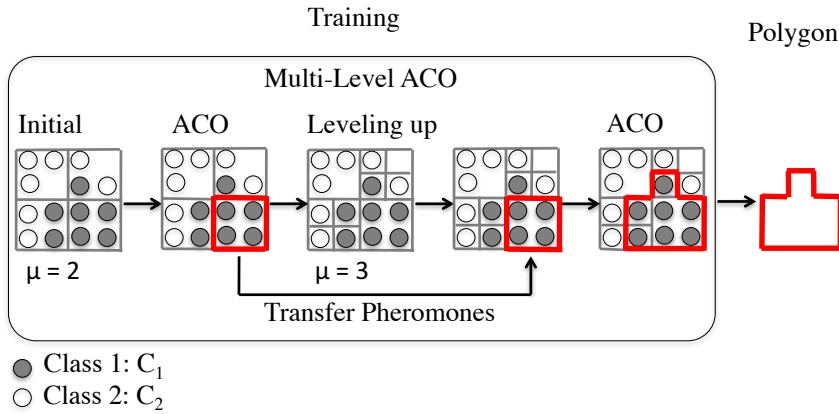 Training
Polygon
Multi-Level ACO
Initial
ACO
Leveling up
ACO
μ = 2
μ = 3
Transfer Pheromones
Class 1: C₁
Class 2: C₂